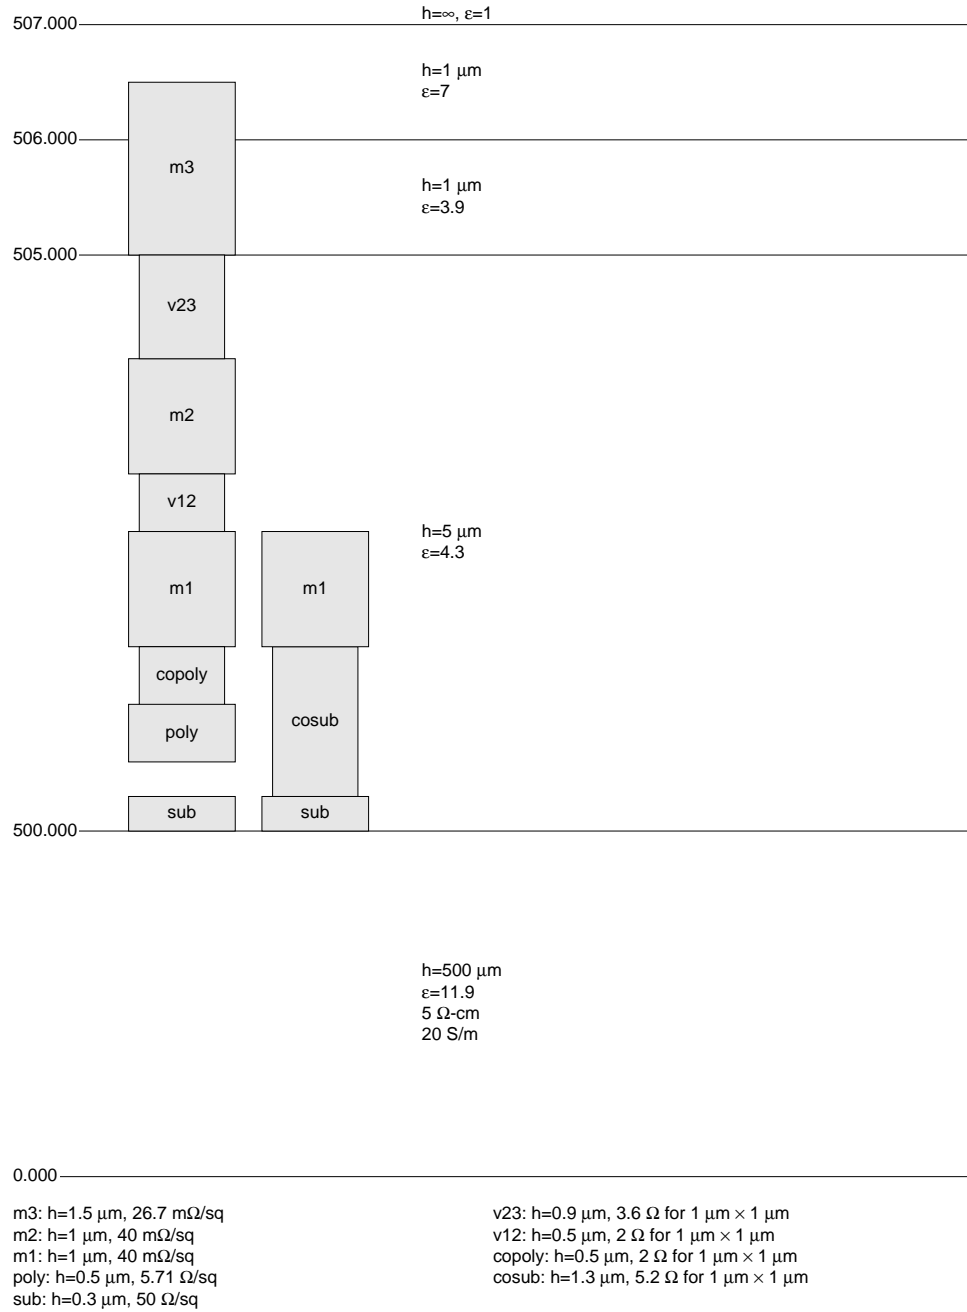 h=∞, ε=1
507.000
h=1 μm
ε=7
506.000
m3
h=1 μm
ε=3.9
505.000
v23
m2
v12
h=5 μm
ε=4.3
m1 m1
copoly
cosub
poly
sub sub
500.000
h=500 μm
ε=11.9
5 Ω-cm
20 S/m
0.000
m3: h=1.5 μm, 26.7 mΩ/sq
m2: h=1 μm, 40 mΩ/sq
m1: h=1 μm, 40 mΩ/sq
poly: h=0.5 μm, 5.71 Ω/sq
sub: h=0.3 μm, 50 Ω/sq
v23: h=0.9 μm, 3.6 Ω for 1 μm × 1 μm
v12: h=0.5 μm, 2 Ω for 1 μm × 1 μm
copoly: h=0.5 μm, 2 Ω for 1 μm × 1 μm
cosub: h=1.3 μm, 5.2 Ω for 1 μm × 1 μm